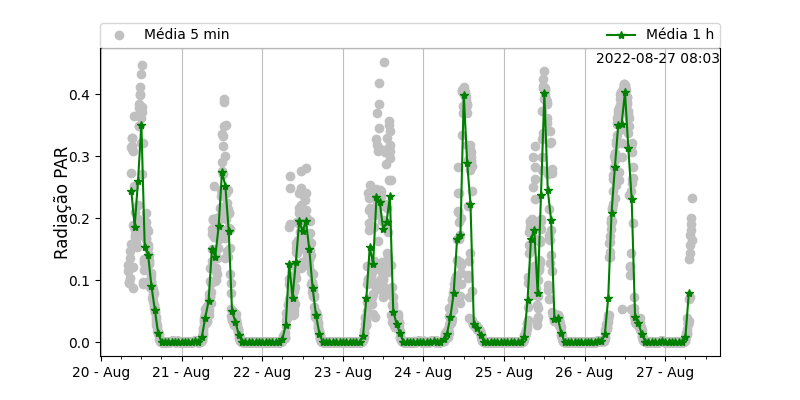 Média 5 min
Média 1 h
2022-08-27 08:03
Radiação PAR
0.4
0.3
0.2
0.1
0.0
20 - Aug
21 - Aug
22 - Aug
23 - Aug
24 - Aug
25 - Aug
26 - Aug
27 - Aug